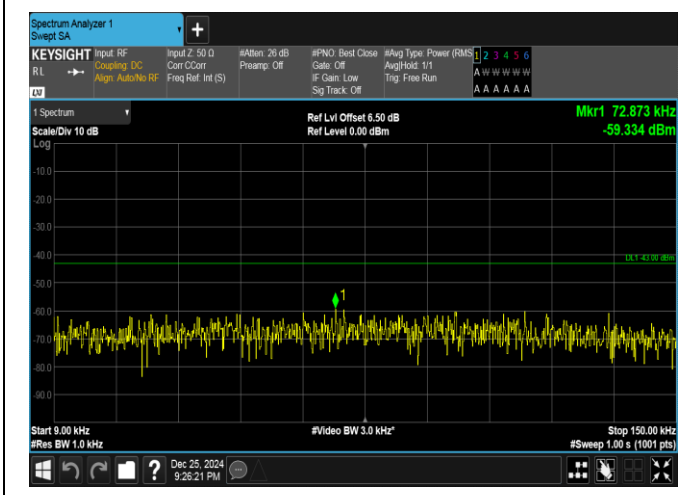 Spectrum Analyzer 1
Swept SA
+
KEYSIGHT Input: RF Input Z: 50 Ω #Atten: 26 dB #PNO: Best Close #Avg Type: Power (RMS 1 2 3 4 5 6
RL Coupling: DC Corr CCorr Preamp: Off Gate: Off Avg|Hold: 1/1 A W W W W W
Align: Auto/No RF Freq Ref: Int (S) IF Gain: Low Trig: Free Run
LXI Sig Track: Off A A A A A A
1 Spectrum Ref Lvl Offset 6.50 dB Mkr1 72.873 kHz
Scale/Div 10 dB Ref Level 0.00 dBm -59.334 dBm
Log
-10.0
-20.0
-30.0
-40.0 DL1 -43.00 dBm
-50.0
1
-60.0
-70.0
-80.0
-90.0
Start 9.00 kHz #Video BW 3.0 kHz* Stop 150.00 kHz
#Res BW 1.0 kHz #Sweep 1.00 s (1001 pts)
? Dec 25, 2024
9:26:21 PM